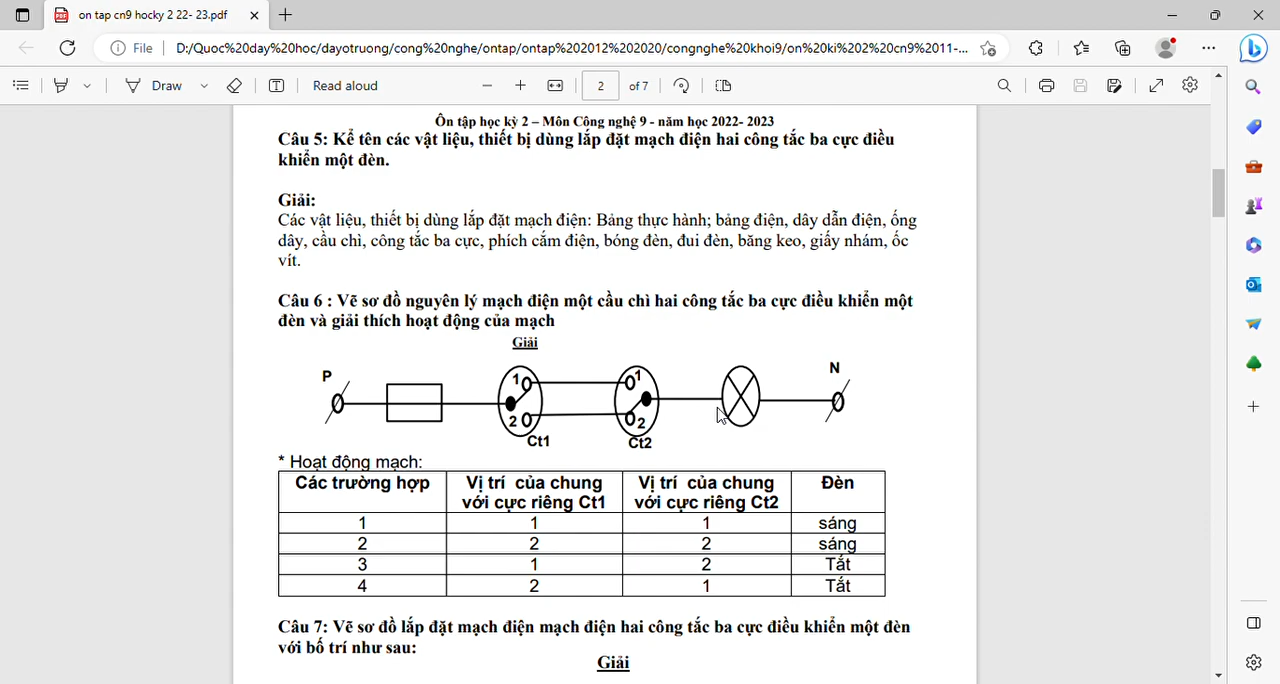 on tap cn9 hocky 2 22- 23.pdf
File
D:/Quoc%20day%20hoc/dayotruong/cong%20nghe/ontap/ontap%202012%202020/congnghe%20khoi9/on%20ki%202%20cn9%2011-...
Draw
Read aloud
2
of 7
Ôn tập học kỳ 2 – Môn Công nghệ 9 - năm học 2022- 2023
Câu 5: Kể tên các vật liệu, thiết bị dùng lắp đặt mạch điện hai công tắc ba cực điều
khiển một đèn.
Giải:
Các vật liệu, thiết bị dùng lắp đặt mạch điện: Bảng thực hành; bảng điện, dây dẫn điện, ống
dây, cầu chì, công tắc ba cực, phích cắm điện, bóng đèn, đui đèn, băng keo, giấy nhám, ốc
vít.
Câu 6 : Vẽ sơ đồ nguyên lý mạch điện một cầu chì hai công tắc ba cực điều khiển một
đèn và giải thích hoạt động của mạch
Giải
P
N
1
1
2
2
Ct1
Ct2
* Hoạt động mạch:
Các trường hợp Vị trí của chung Vị trí của chung Đèn
với cực riêng Ct1 với cực riêng Ct2
1 1 1 sáng
2 2 2 sáng
3 1 2 Tắt
4 2 1 Tắt
Câu 7: Vẽ sơ đồ lắp đặt mạch điện mạch điện hai công tắc ba cực điều khiển một đèn
với bố trí như sau:
Giải